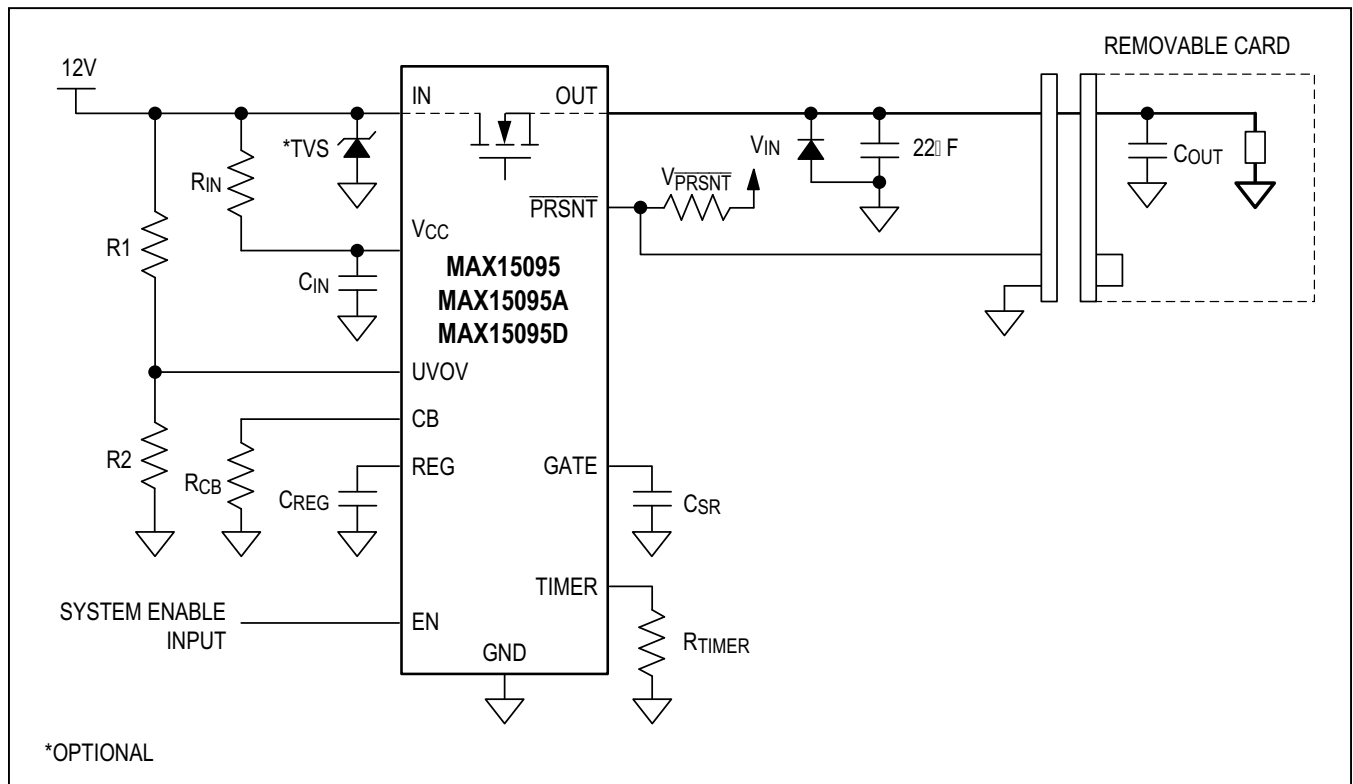 REMOVABLE CARD
12V
IN
OUT
*TVS
VIN
22▯ F
COUT
RIN
VPRSNT
PRSNT
R1
VCC
CIN
MAX15095
MAX15095A
MAX15095D
UVOV
CB
R2
RCB
REG
CREG
GATE
CSR
TIMER
SYSTEM ENABLE
INPUT
EN
RTIMER
GND
*OPTIONAL